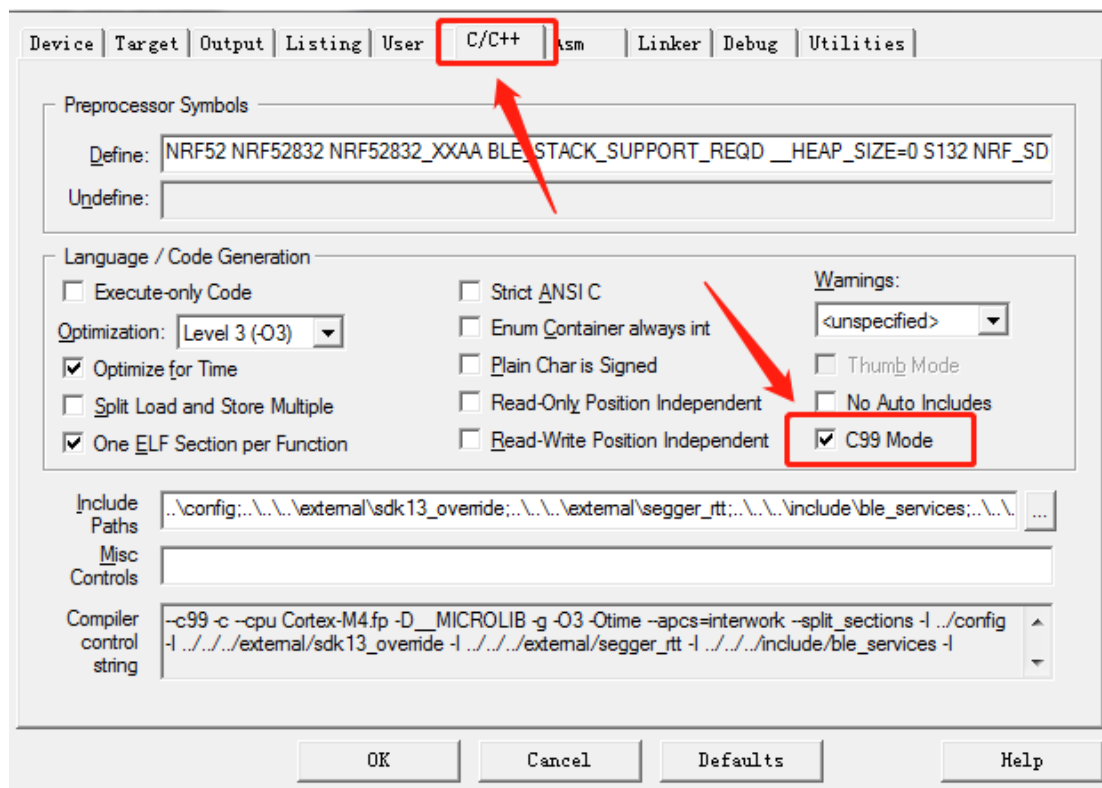 Device Target Output Listing User C/C++ Asm Linker Debug Utilities
Preprocessor Symbols
Define: NRF52 NRF52832 NRF52832_XXAA BLE_STACK_SUPPORT_REQD __HEAP_SIZE=0 S132 NRF_SD
Undefine:
Language / Code Generation
Execute-only Code
Strict ANSI C
Warnings:
Optimization: Level 3 (-O3)
Enum Container always int
<unspecified>
Optimize for Time
Plain Char is Signed
Thumb Mode
Split Load and Store Multiple
Read-Only Position Independent
No Auto Includes
One ELF Section per Function
Read-Write Position Independent
C99 Mode
Include
Paths
..\config;..\..\..\external\sdk13_override;..\..\..\external\segger_rtt;..\..\..\include\ble_services;..\..\.
...
Misc
Controls
Compiler
control
string
--c99 -c --cpu Cortex-M4.fp -D__MICROLIB -g -O3 -Otime --apcs=interwork --split_sections -I ../config
-I ../../../external/sdk13_override -I ../../../external/segger_rtt -I ../../../include/ble_services -I
OK Cancel Defaults Help